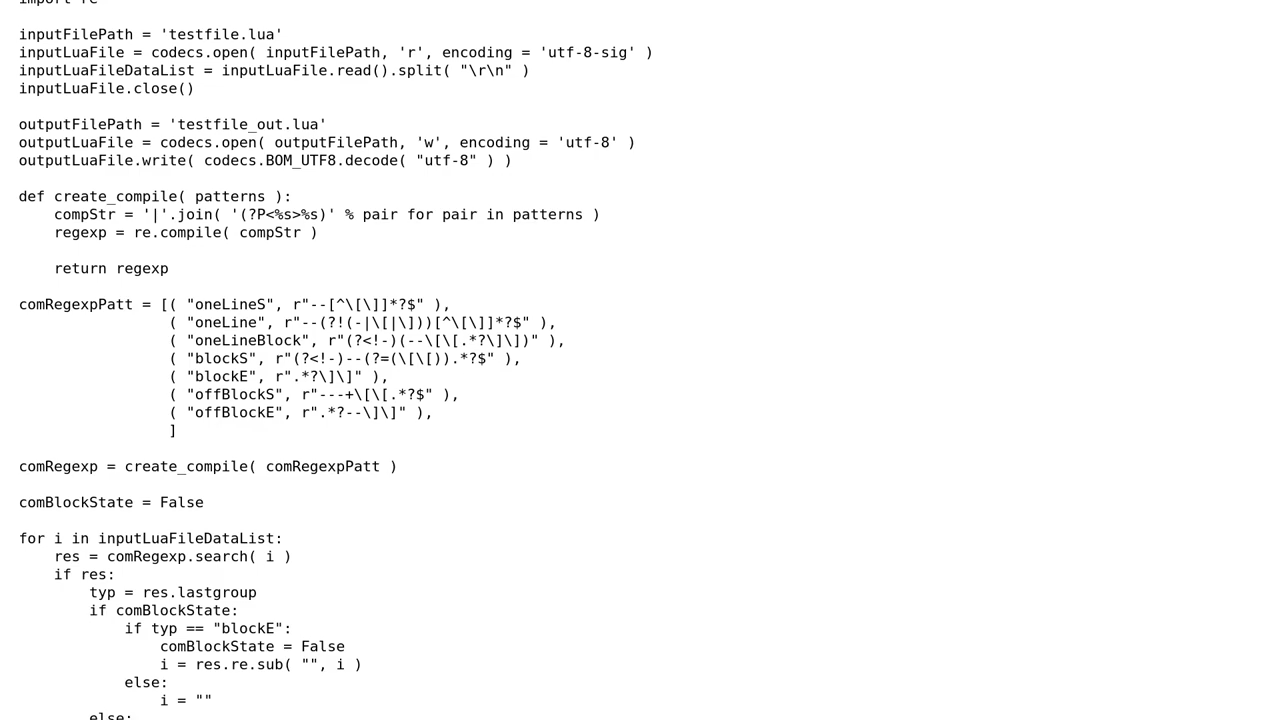 import re
inputFilePath = 'testfile.lua'
inputLuaFile = codecs.open( inputFilePath, 'r', encoding = 'utf-8-sig' )
inputLuaFileDataList = inputLuaFile.read().split( "\r\n" )
inputLuaFile.close()
outputFilePath = 'testfile_out.lua'
outputLuaFile = codecs.open( outputFilePath, 'w', encoding = 'utf-8' )
outputLuaFile.write( codecs.BOM_UTF8.decode( "utf-8" ) )
def create_compile( patterns ):
    compStr = '|'.join( '(?P<%s>%s)' % pair for pair in patterns )
    regexp = re.compile( compStr )
    return regexp
comRegexpPatt = [( "oneLineS", r"--[^\[\]]*?$" ),
                 ( "oneLine", r"--(?!(-|\[|\]))[^\[\]]*?$" ),
                 ( "oneLineBlock", r"(?<!-)(--\[\[.*?\]\])" ),
                 ( "blockS", r"(?<!-)--(?=(\[\[)).*?$" ),
                 ( "blockE", r".*?\]\]" ),
                 ( "offBlockS", r"---+\[\[.*?$" ),
                 ( "offBlockE", r".*?--\]\]" ),
                 ]
comRegexp = create_compile( comRegexpPatt )
comBlockState = False
for i in inputLuaFileDataList:
    res = comRegexp.search( i )
    if res:
        typ = res.lastgroup
        if comBlockState:
            if typ == "blockE":
                comBlockState = False
                i = res.re.sub( "", i )
            else:
                i = ""
        else: